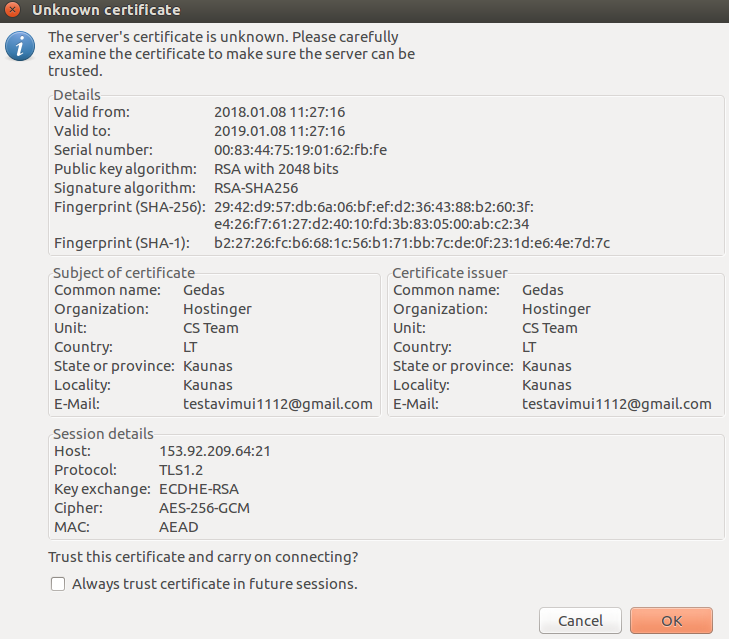 Unknown certificate
The server's certificate is unknown. Please carefully
examine the certificate to make sure the server can be
trusted.
Details
Valid from: 2018.01.08 11:27:16
Valid to: 2019.01.08 11:27:16
Serial number: 00:83:44:75:19:01:62:fb:fe
Public key algorithm: RSA with 2048 bits
Signature algorithm: RSA-SHA256
Fingerprint (SHA-256): 29:42:d9:57:db:6a:06:bf:ef:d2:36:43:88:b2:60:3f:
e4:26:f7:61:27:d2:40:10:fd:3b:83:05:00:ab:c2:34
Fingerprint (SHA-1): b2:27:26:fc:b6:68:1c:56:b1:71:bb:7c:de:0f:23:1d:e6:4e:7d:7c
Subject of certificate
Common name: Gedas
Organization: Hostinger
Unit: CS Team
Country: LT
State or province: Kaunas
Locality: Kaunas
E-Mail: testavimui1112@gmail.com
Certificate issuer
Common name: Gedas
Organization: Hostinger
Unit: CS Team
Country: LT
State or province: Kaunas
Locality: Kaunas
E-Mail: testavimui1112@gmail.com
Session details
Host: 153.92.209.64:21
Protocol: TLS1.2
Key exchange: ECDHE-RSA
Cipher: AES-256-GCM
MAC: AEAD
Trust this certificate and carry on connecting?
Always trust certificate in future sessions.
Cancel
OK